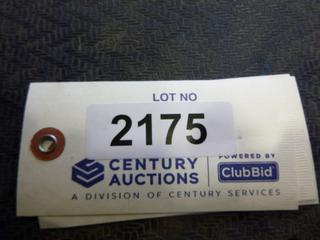 LOT NO
2175
CENTURY AUCTIONS
POWERED BY
ClubBid
A DIVISION OF CENTURY SERVICES